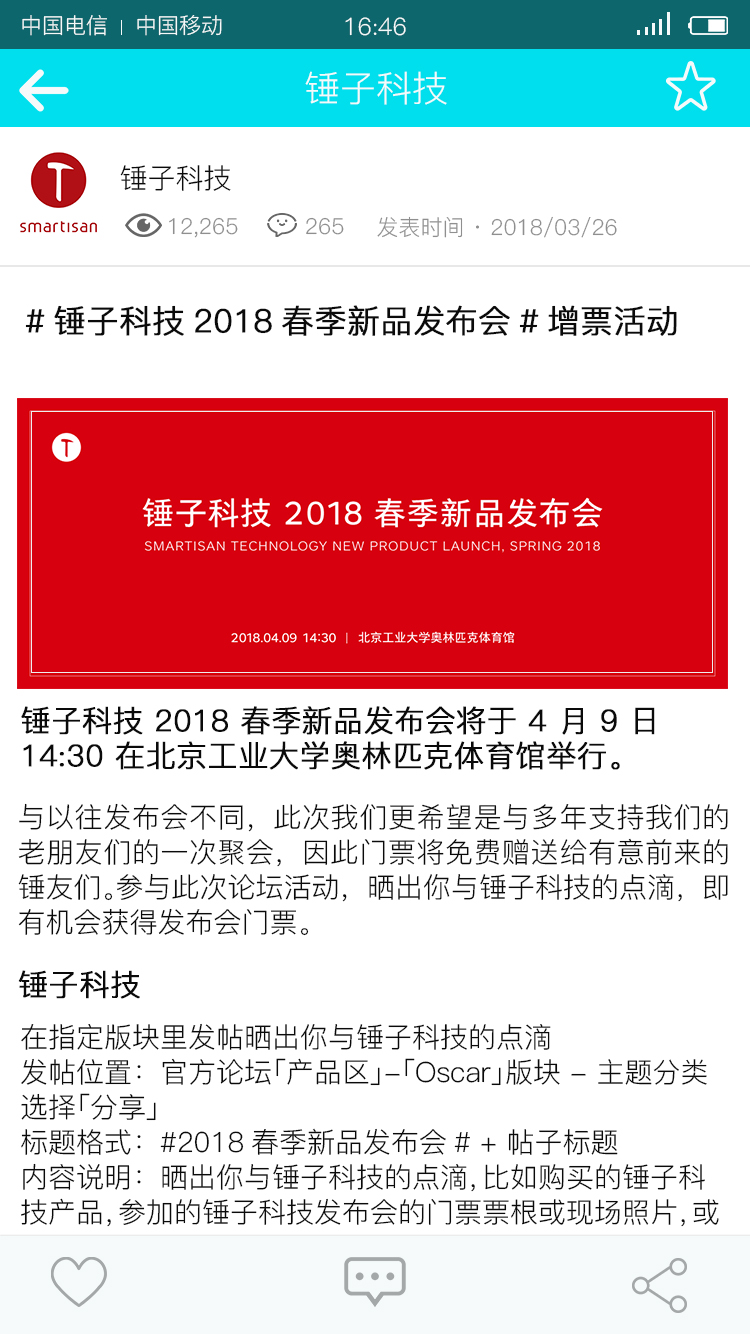 中国电信 | 中国移动 16:46
锤子科技
锤子科技
smartisan 12,265 265 发表时间 · 2018/03/26
# 锤子科技 2018 春季新品发布会 # 增票活动
锤子科技 2018 春季新品发布会
SMARTISAN TECHNOLOGY NEW PRODUCT LAUNCH, SPRING 2018
2018.04.09 14:30 | 北京工业大学奥林匹克体育馆
锤子科技 2018 春季新品发布会将于 4 月 9 日
14:30 在北京工业大学奥林匹克体育馆举行。
与以往发布会不同，此次我们更希望是与多年支持我们的
老朋友们的一次聚会，因此门票将免费赠送给有意前来的
锤友们。参与此次论坛活动，晒出你与锤子科技的点滴，即
有机会获得发布会门票。
锤子科技
在指定版块里发帖晒出你与锤子科技的点滴
发帖位置：官方论坛「产品区」-「Oscar」版块 - 主题分类
选择「分享」
标题格式：#2018 春季新品发布会 # + 帖子标题
内容说明：晒出你与锤子科技的点滴，比如购买的锤子科
技产品，参加的锤子科技发布会的门票票根或现场照片，或